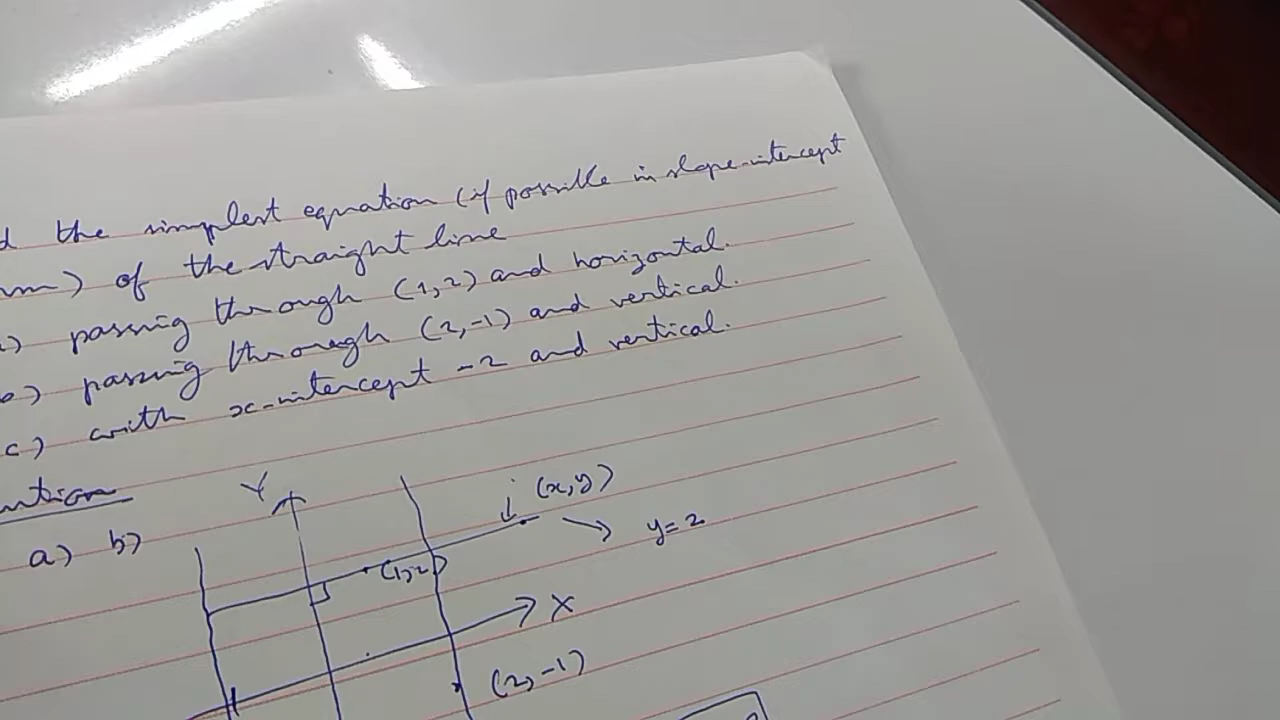 the simplest equation (if possible in slope-intercept
) of the straight line
passing through (1,2) and horizontal.
passing through (2,-1) and vertical.
c) with x-intercept -2 and vertical.
a) b)
Y
(x,y)
y=2
(1,2)
X
(2,-1)